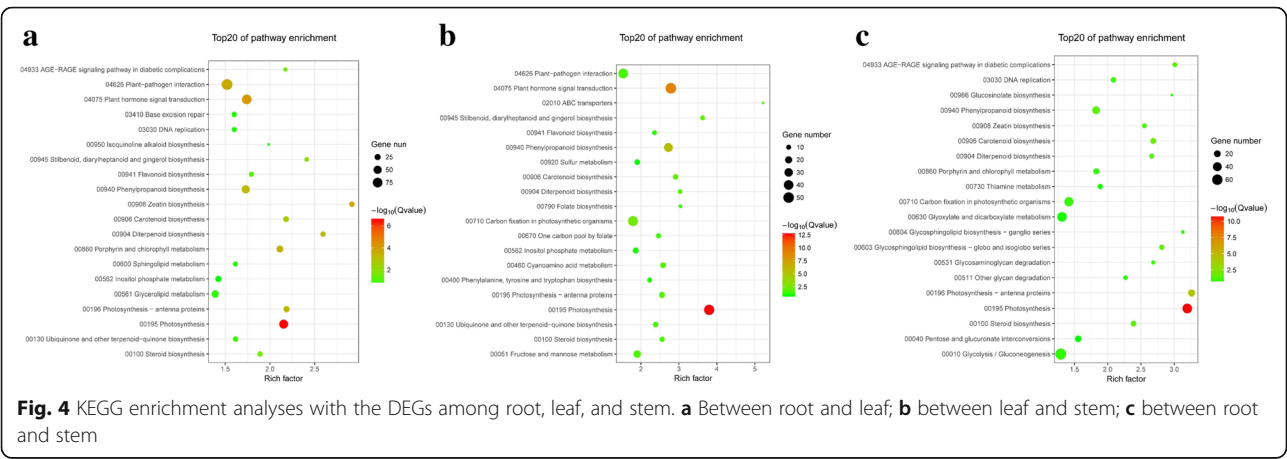 a
Top20 of pathway enrichment
04933 AGE-RAGE signaling pathway in diabetic complications
04626 Plant-pathogen interaction
04075 Plant hormone signal transduction
03410 Base excision repair
03030 DNA replication
00950 Isoquinoline alkaloid biosynthesis
00945 Stilbenoid, diarylheptanoid and gingerol biosynthesis
00941 Flavonoid biosynthesis
00940 Phenylpropanoid biosynthesis
00908 Zeatin biosynthesis
00906 Carotenoid biosynthesis
00904 Diterpenoid biosynthesis
00860 Porphyrin and chlorophyll metabolism
00600 Sphingolipid metabolism
00562 Inositol phosphate metabolism
00561 Glycerolipid metabolism
00196 Photosynthesis - antenna proteins
00195 Photosynthesis
00130 Ubiquinone and other terpenoid-quinone biosynthesis
00100 Steroid biosynthesis
1.5 2.0 2.5
Rich factor
Gene nun
25
50
75
-log10(Qvalue)
6
4
2
b
Top20 of pathway enrichment
04626 Plant-pathogen interaction
04075 Plant hormone signal transduction
02010 ABC transporters
00945 Stilbenoid, diarylheptanoid and gingerol biosynthesis
00941 Flavonoid biosynthesis
00940 Phenylpropanoid biosynthesis
00920 Sulfur metabolism
00906 Carotenoid biosynthesis
00904 Diterpenoid biosynthesis
00790 Folate biosynthesis
00710 Carbon fixation in photosynthetic organisms
00670 One carbon pool by folate
00562 Inositol phosphate metabolism
00460 Cyanoamino acid metabolism
00400 Phenylalanine, tyrosine and tryptophan biosynthesis
00196 Photosynthesis - antenna proteins
00195 Photosynthesis
00130 Ubiquinone and other terpenoid-quinone biosynthesis
00100 Steroid biosynthesis
00051 Fructose and mannose metabolism
2 3 4 5
Rich factor
Gene number
10
20
30
40
50
-log10(Qvalue)
12.5
10.0
7.5
5.0
2.5
c
Top20 of pathway enrichment
04933 AGE-RAGE signaling pathway in diabetic complications
03030 DNA replication
00966 Glucosinolate biosynthesis
00940 Phenylpropanoid biosynthesis
00908 Zeatin biosynthesis
00906 Carotenoid biosynthesis
00904 Diterpenoid biosynthesis
00860 Porphyrin and chlorophyll metabolism
00730 Thiamine metabolism
00710 Carbon fixation in photosynthetic organisms
00630 Glyoxylate and dicarboxylate metabolism
00604 Glycosphingolipid biosynthesis - ganglio series
00603 Glycosphingolipid biosynthesis - globo and isoglobo series
00531 Glycosaminoglycan degradation
00511 Other glycan degradation
00196 Photosynthesis - antenna proteins
00195 Photosynthesis
00100 Steroid biosynthesis
00040 Pentose and glucuronate interconversions
00010 Glycolysis / Gluconeogenesis
1.5 2.0 2.5 3.0
Rich factor
Gene number
20
40
60
-log10(Qvalue)
10.0
7.5
5.0
2.5
Fig. 4 KEGG enrichment analyses with the DEGs among root, leaf, and stem. a Between root and leaf; b between leaf and stem; c between root
and stem